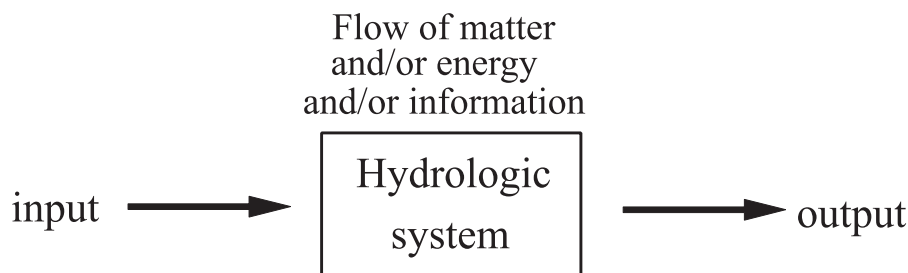 Flow of matter
and/or energy
and/or information
Hydrologic
system
input
output